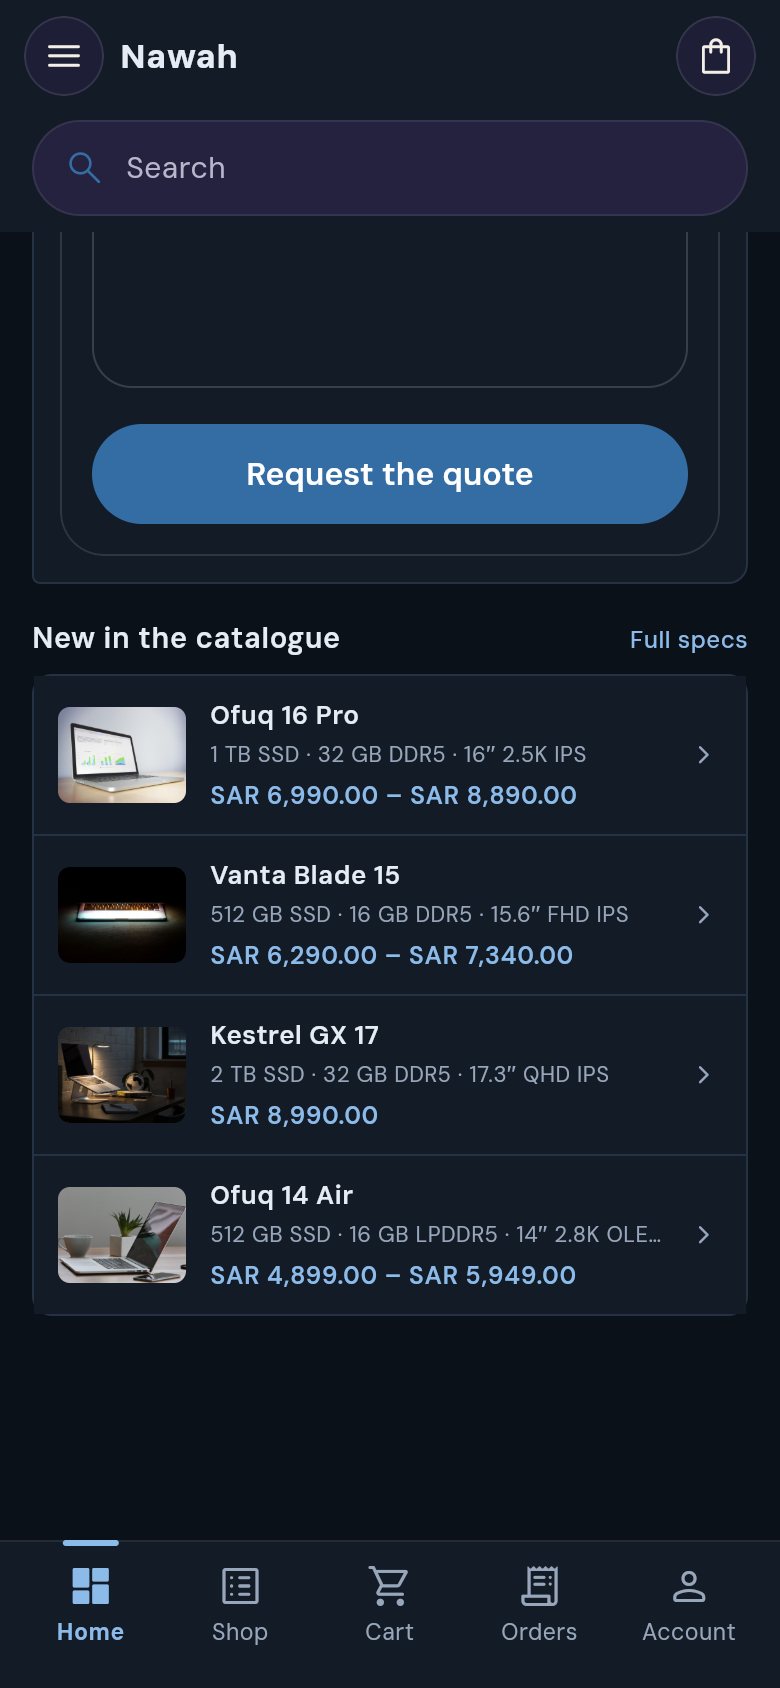 Nawah
Search
Request the quote
New in the catalogue
Full specs
Ofuq 16 Pro
1 TB SSD · 32 GB DDR5 · 16″ 2.5K IPS
SAR 6,990.00 – SAR 8,890.00
Vanta Blade 15
512 GB SSD · 16 GB DDR5 · 15.6″ FHD IPS
SAR 6,290.00 – SAR 7,340.00
Kestrel GX 17
2 TB SSD · 32 GB DDR5 · 17.3″ QHD IPS
SAR 8,990.00
Ofuq 14 Air
512 GB SSD · 16 GB LPDDR5 · 14″ 2.8K OLE…
SAR 4,899.00 – SAR 5,949.00
Home
Shop
Cart
Orders
Account